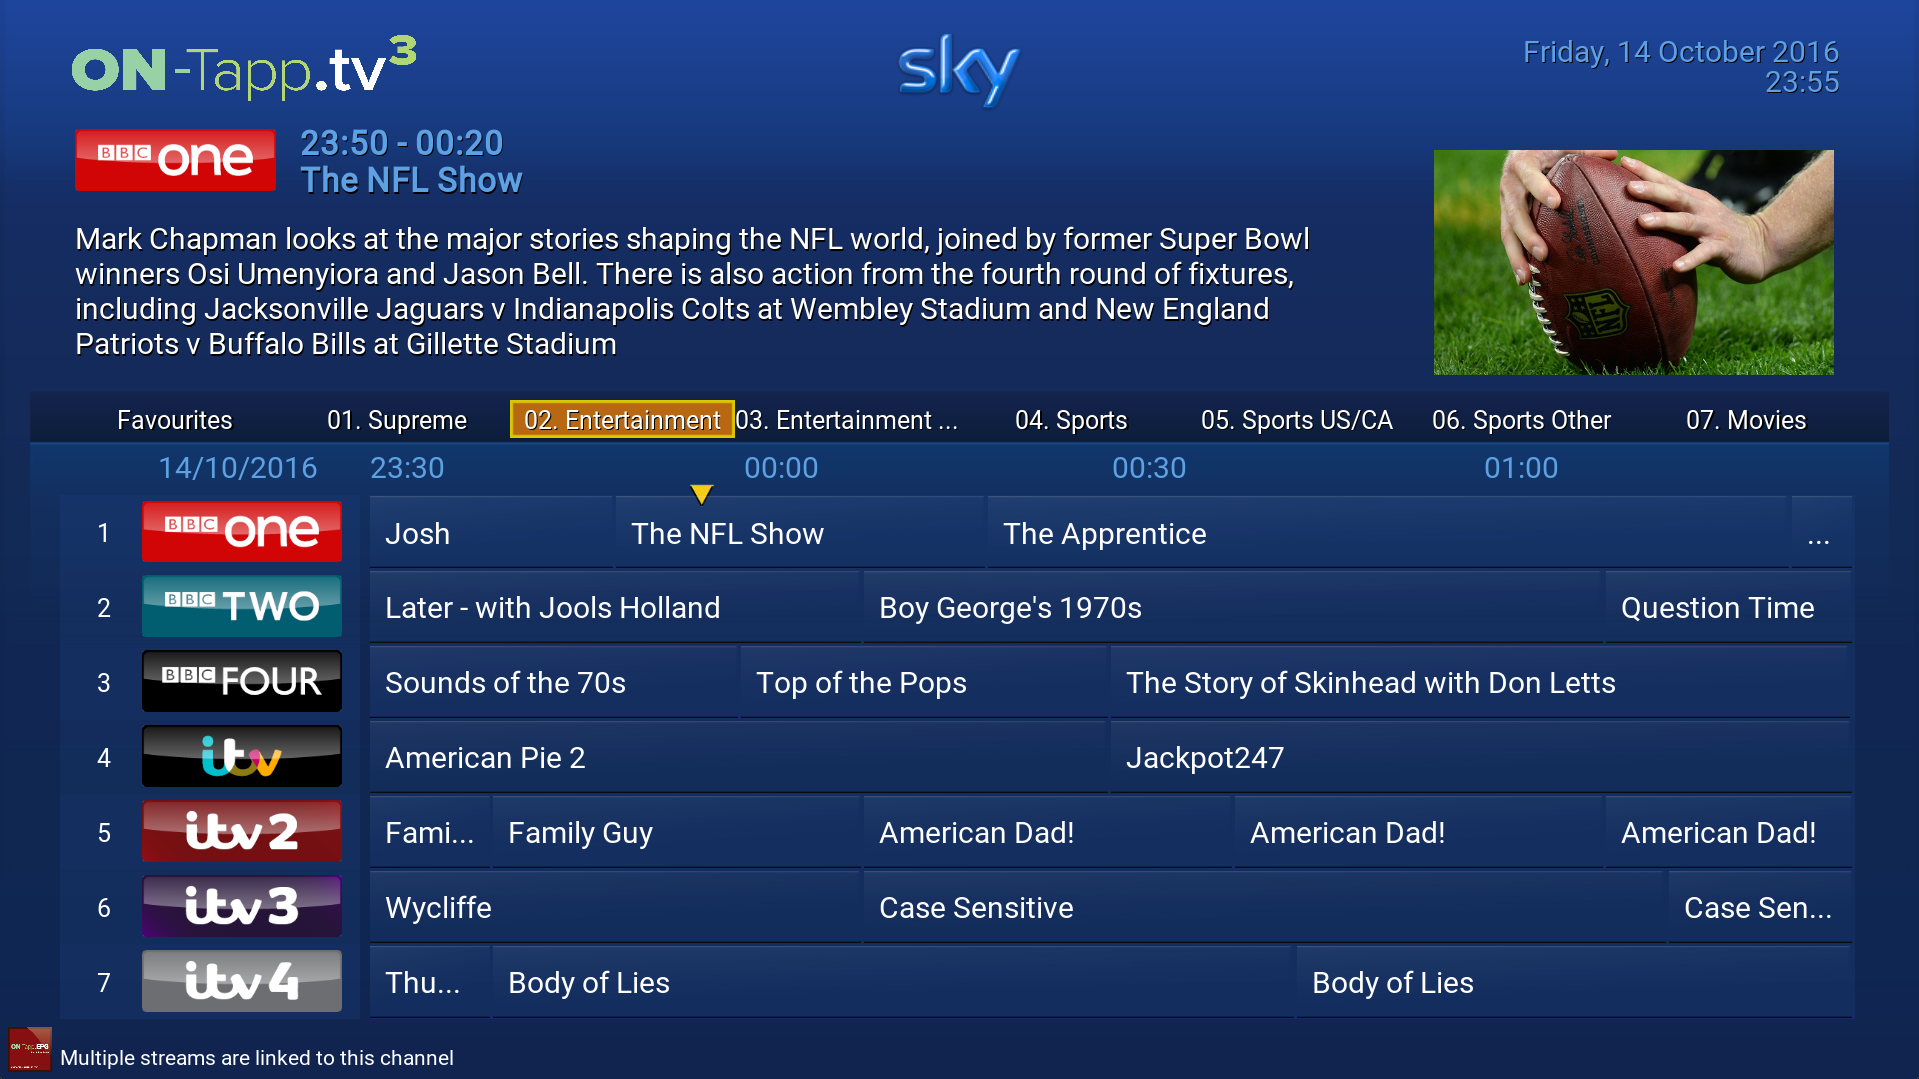 ON-Tapp.tv3
sky
Friday, 14 October 2016
23:55
BBC one
23:50 - 00:20
The NFL Show
Mark Chapman looks at the major stories shaping the NFL world, joined by former Super Bowl
winners Osi Umenyiora and Jason Bell. There is also action from the fourth round of fixtures,
including Jacksonville Jaguars v Indianapolis Colts at Wembley Stadium and New England
Patriots v Buffalo Bills at Gillette Stadium
NFL
Favourites 01. Supreme 02. Entertainment 03. Entertainment ... 04. Sports 05. Sports US/CA 06. Sports Other 07. Movies
14/10/2016 23:30 00:00 00:30 01:00
1 BBC one Josh The NFL Show The Apprentice ...
2 BBC TWO Later - with Jools Holland Boy George's 1970s Question Time
3 BBC FOUR Sounds of the 70s Top of the Pops The Story of Skinhead with Don Letts
4 itv American Pie 2 Jackpot247
5 itv2 Fami... Family Guy American Dad! American Dad! American Dad!
6 itv3 Wycliffe Case Sensitive Case Sen...
7 itv4 Thu... Body of Lies Body of Lies
ON-Tapp.EPG
Multiple streams are linked to this channel